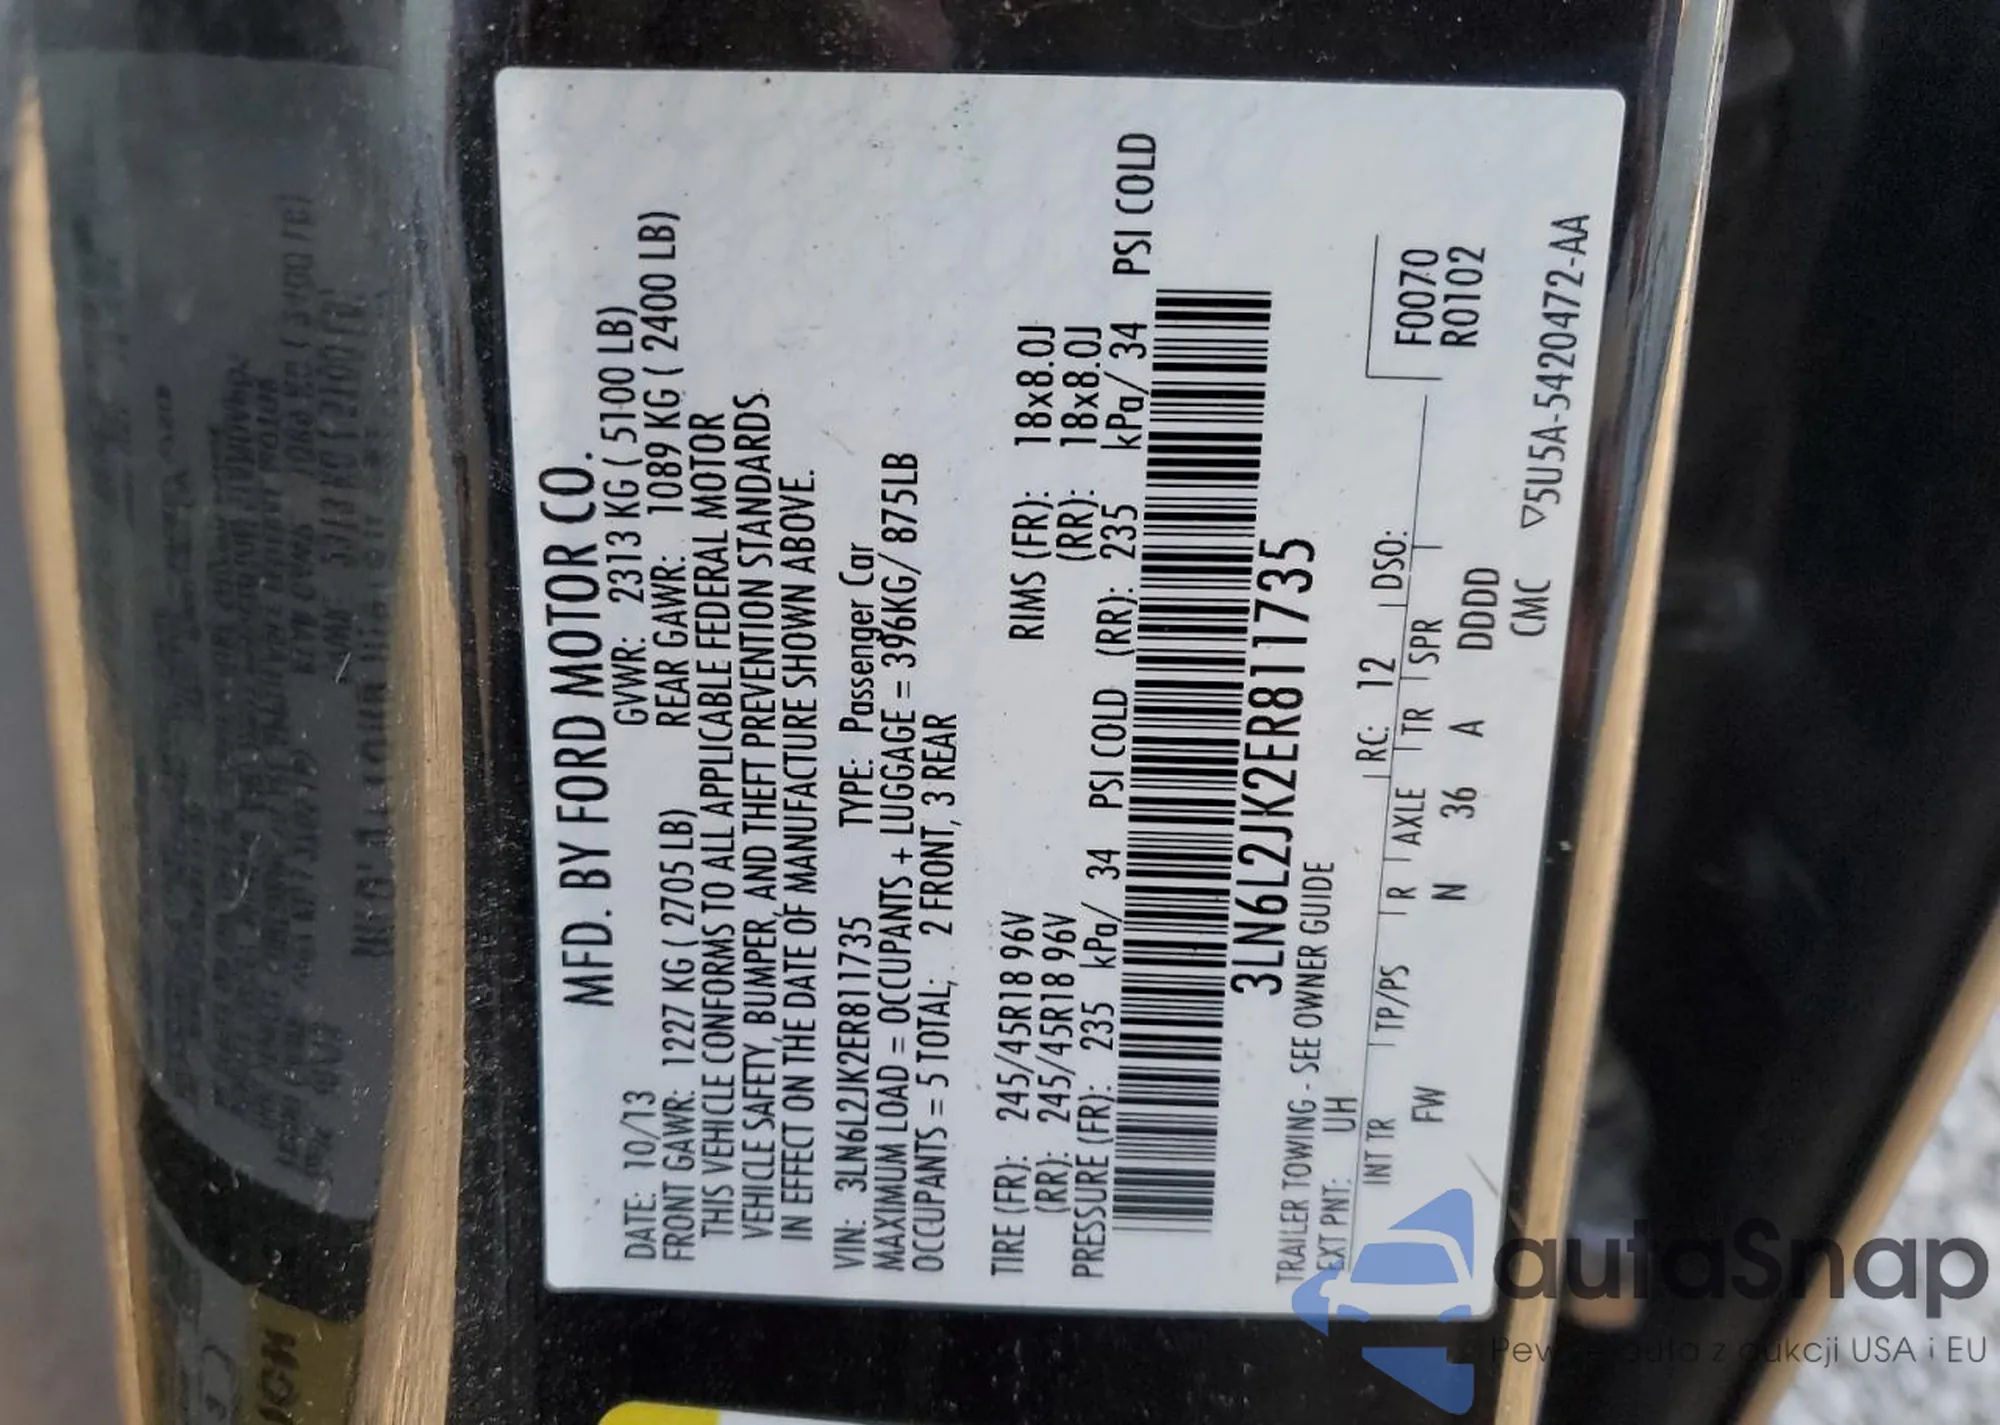 MFD. BY FORD MOTOR CO.
DATE: 10/13 GVWR: 2313 KG ( 5100 LB)
FRONT GAWR: 1227 KG ( 2705 LB) REAR GAWR: 1089 KG ( 2400 LB)
THIS VEHICLE CONFORMS TO ALL APPLICABLE FEDERAL MOTOR
VEHICLE SAFETY, BUMPER, AND THEFT PREVENTION STANDARDS
IN EFFECT ON THE DATE OF MANUFACTURE SHOWN ABOVE.
VIN: 3LN6L2JK2ER811735 TYPE: Passenger Car
MAXIMUM LOAD = OCCUPANTS + LUGGAGE = 396KG/ 875LB
OCCUPANTS = 5 TOTAL; 2 FRONT, 3 REAR
TIRE (FR): 245/45R18 96V RIMS (FR): 18x8.0J
(RR): 245/45R18 96V (RR): 18x8.0J
PRESSURE (FR): 235 kPa/ 34 PSI COLD (RR): 235 kPa/ 34 PSI COLD
3LN6L2JK2ER811735
TRAILER TOWING - SEE OWNER GUIDE
EXT PNT: UH RC: 12 DSO:
INT TR TP/PS R AXLE TR SPR
FW N 36 A DDDD
F0070
R0102
CMC ▽5U5A-5420472-AA
autaSnap
Pewne auta z aukcji USA i EU